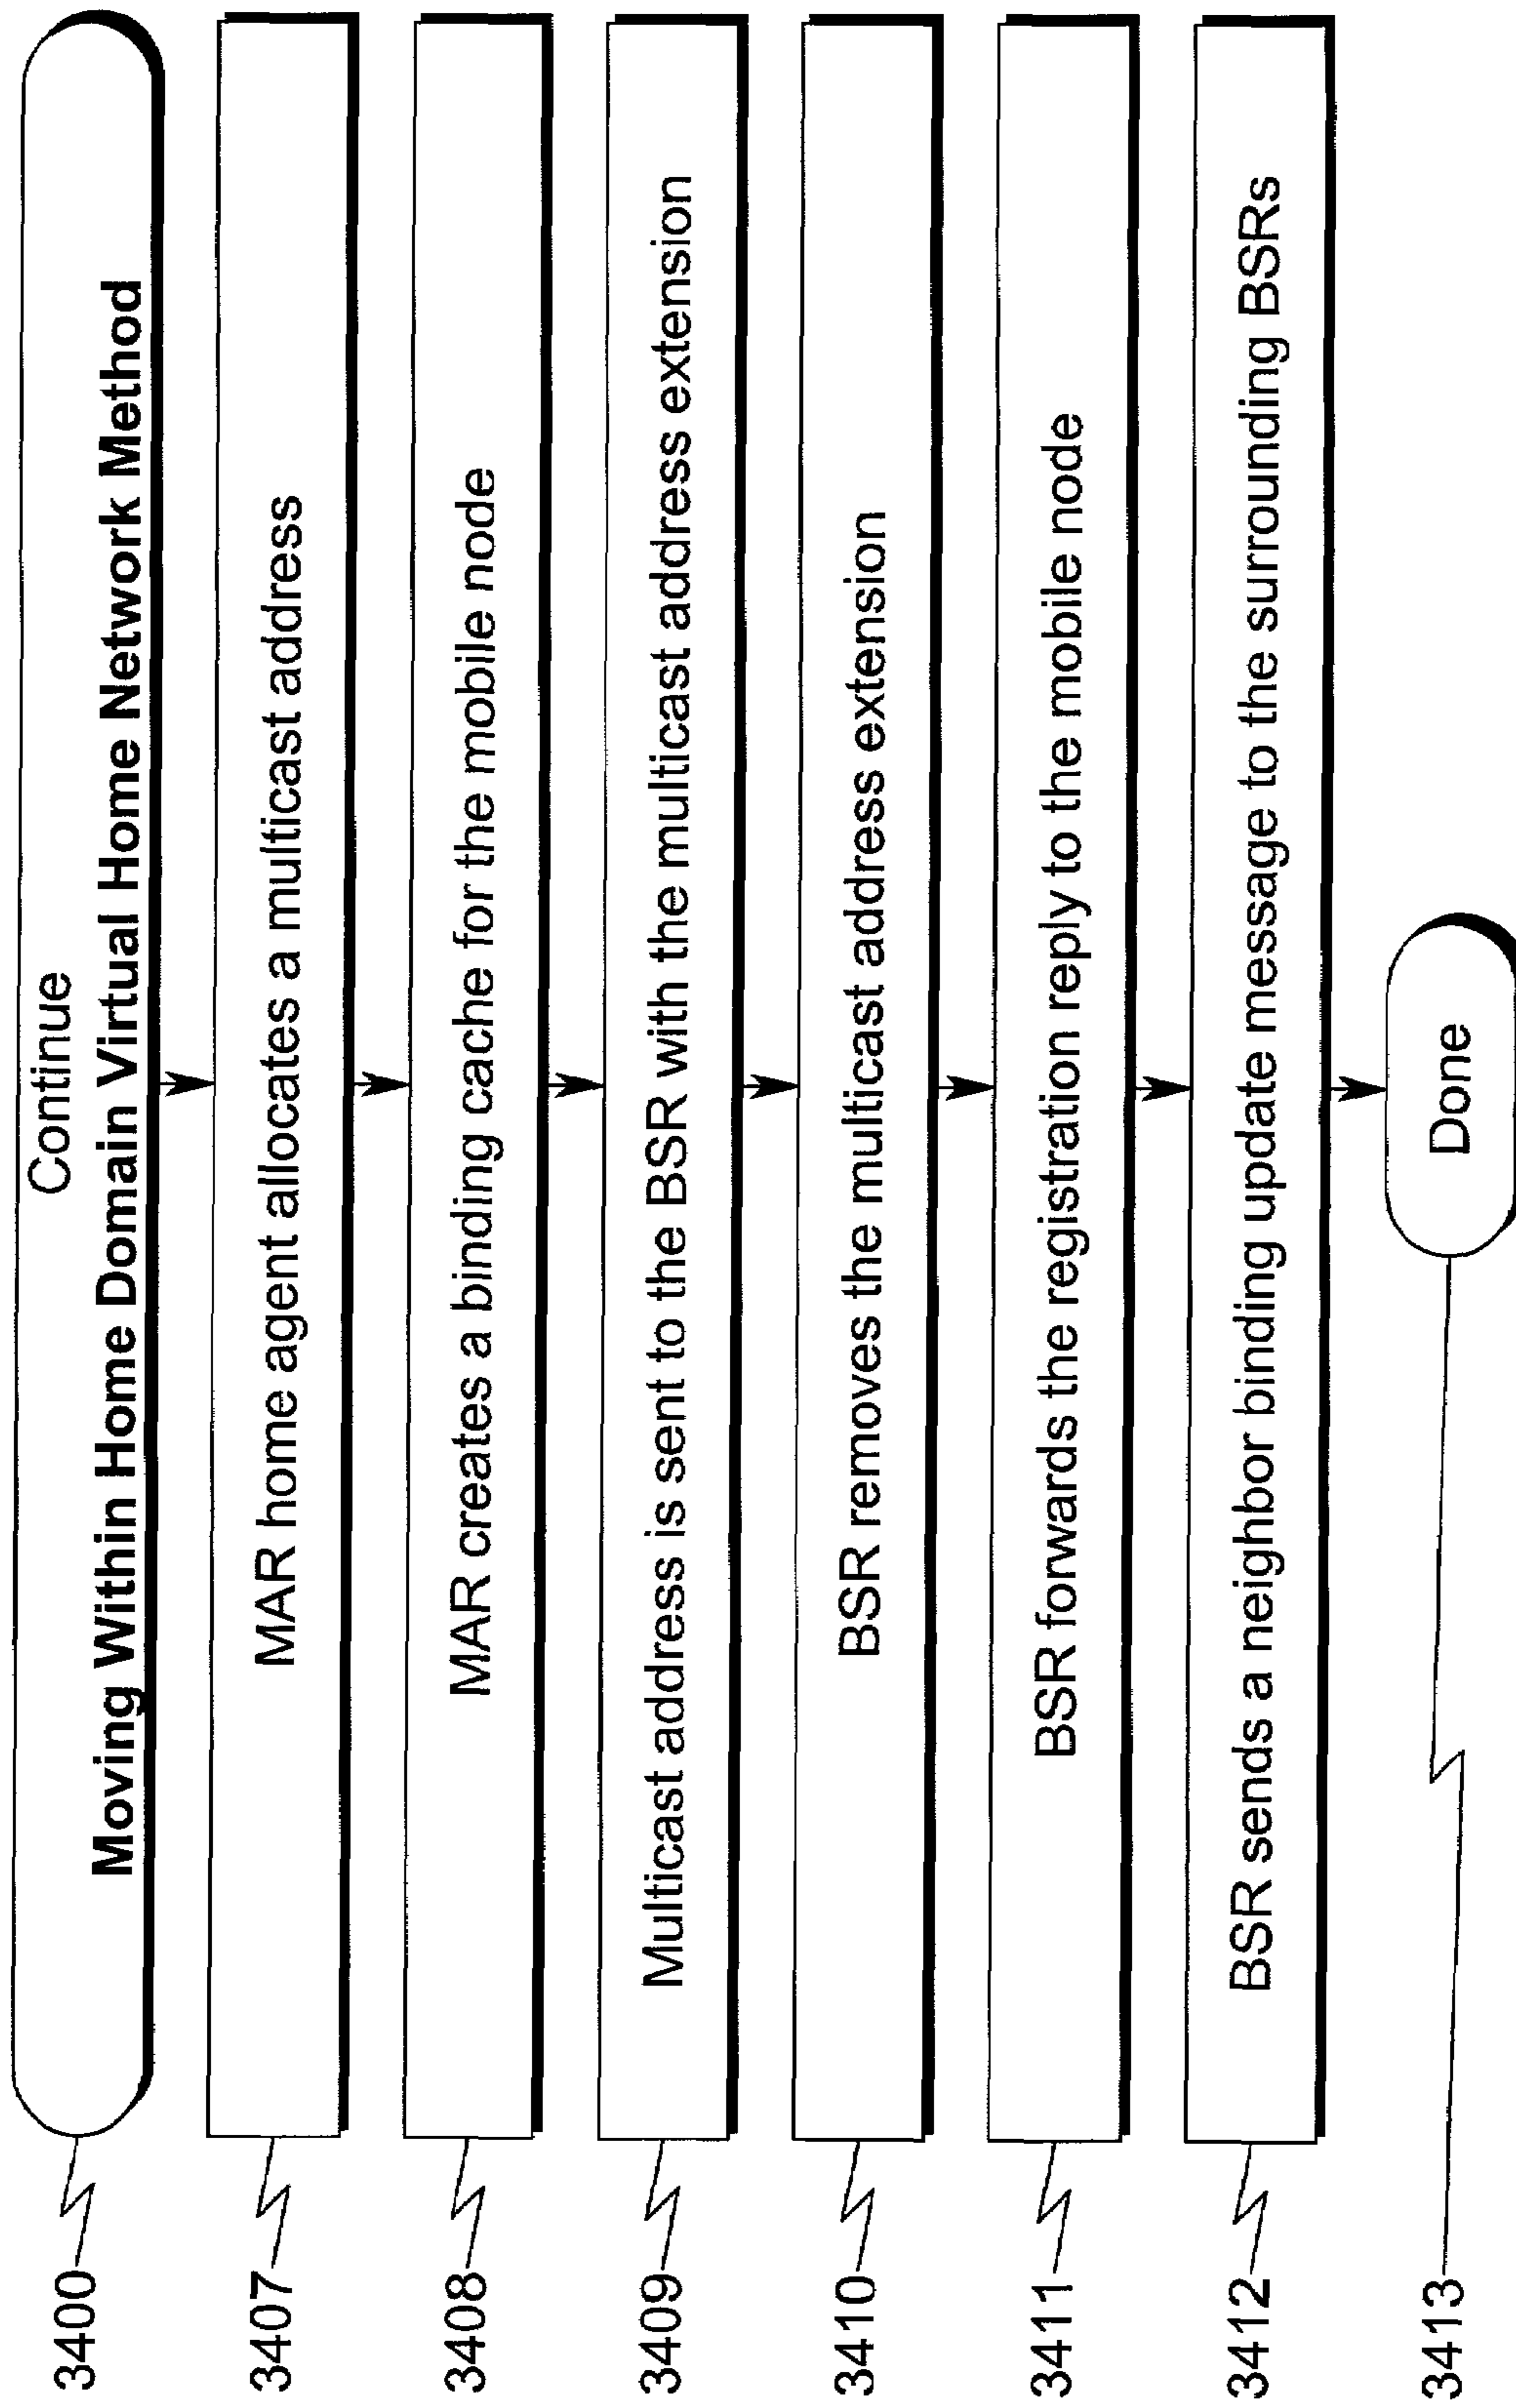 3400
Continue
Moving Within Home Domain Virtual Home Network Method
3407
MAR home agent allocates a multicast address
3408
MAR creates a binding cache for the mobile node
3409
Multicast address is sent to the BSR with the multicast address extension
3410
BSR removes the multicast address extension
3411
BSR forwards the registration reply to the mobile node
3412
BSR sends a neighbor binding update message to the surrounding BSRs
3413
Done